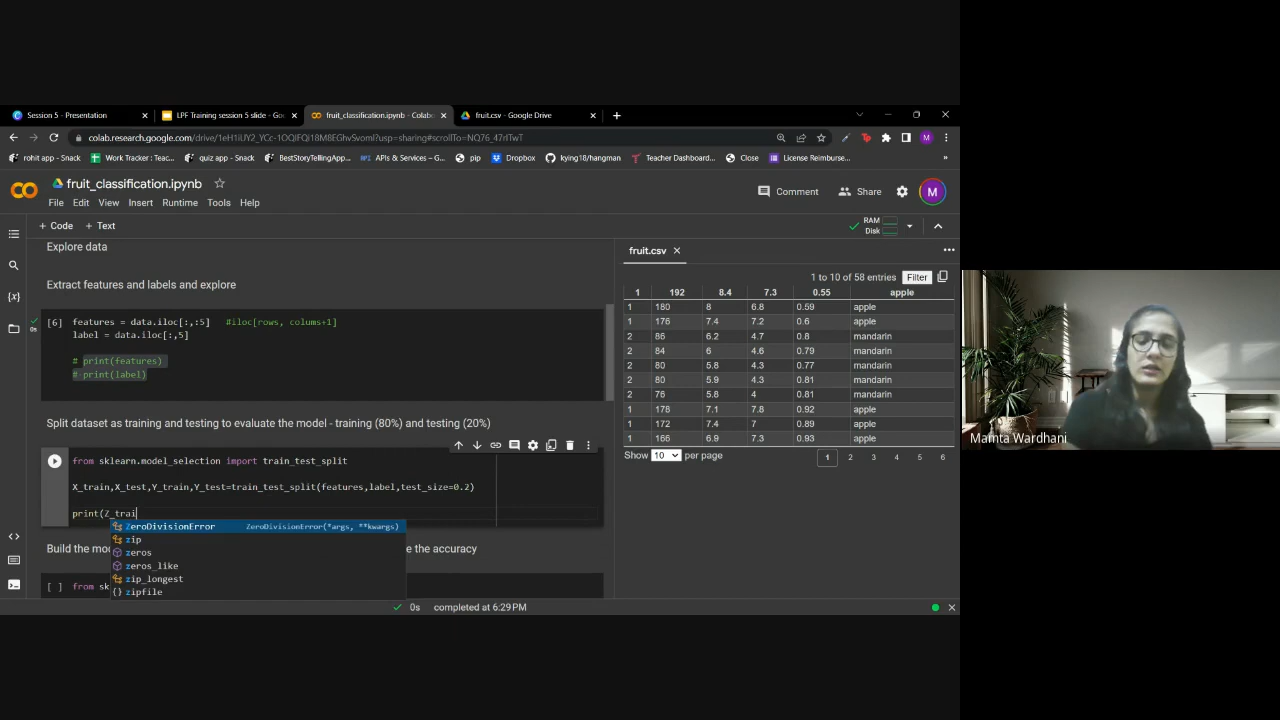 Session 5 - Presentation
LPF Training session 5 slide - Go
fruit_classification.ipynb - Colab
fruit.csv - Google Drive
colab.research.google.com/drive/1eH1iUY2_YCc-1OQIFQi18M8EGhvSvomI?usp=sharing#scrollTo=NQ76_47rITwT
rohit app - Snack
Work Tracker : Teac...
quiz app - Snack
BestStoryTellingApp...
APIs & Services – G...
pip
Dropbox
kying18/hangman
Teacher Dashboard...
Close
License Reimburse...
»
fruit_classification.ipynb
File Edit View Insert Runtime Tools Help
Comment
Share
M
+ Code + Text
RAM
Disk
Explore data
Extract features and labels and explore
[6] features = data.iloc[:,:5] #iloc[rows, colums+1]
0s
label = data.iloc[:,5]
# print(features)
# print(label)
Split dataset as training and testing to evaluate the model - training (80%) and testing (20%)
from sklearn.model_selection import train_test_split
X_train,X_test,Y_train,Y_test=train_test_split(features,label,test_size=0.2)
print(Z_trai
ZeroDivisionError ZeroDivisionError(*args, **kwargs)
zip
zeros
zeros_like
zip_longest
zipfile
Build the mo
e the accuracy
[ ] from sk
fruit.csv
1 to 10 of 58 entries Filter
1 192 8.4 7.3 0.55 apple
1 180 8 6.8 0.59 apple
1 176 7.4 7.2 0.6 apple
2 86 6.2 4.7 0.8 mandarin
2 84 6 4.6 0.79 mandarin
2 80 5.8 4.3 0.77 mandarin
2 80 5.9 4.3 0.81 mandarin
2 76 5.8 4 0.81 mandarin
1 178 7.1 7.8 0.92 apple
1 172 7.4 7 0.89 apple
1 166 6.9 7.3 0.93 apple
Show 10 per page
1 2 3 4 5 6
0s completed at 6:29 PM
Mamta Wardhani